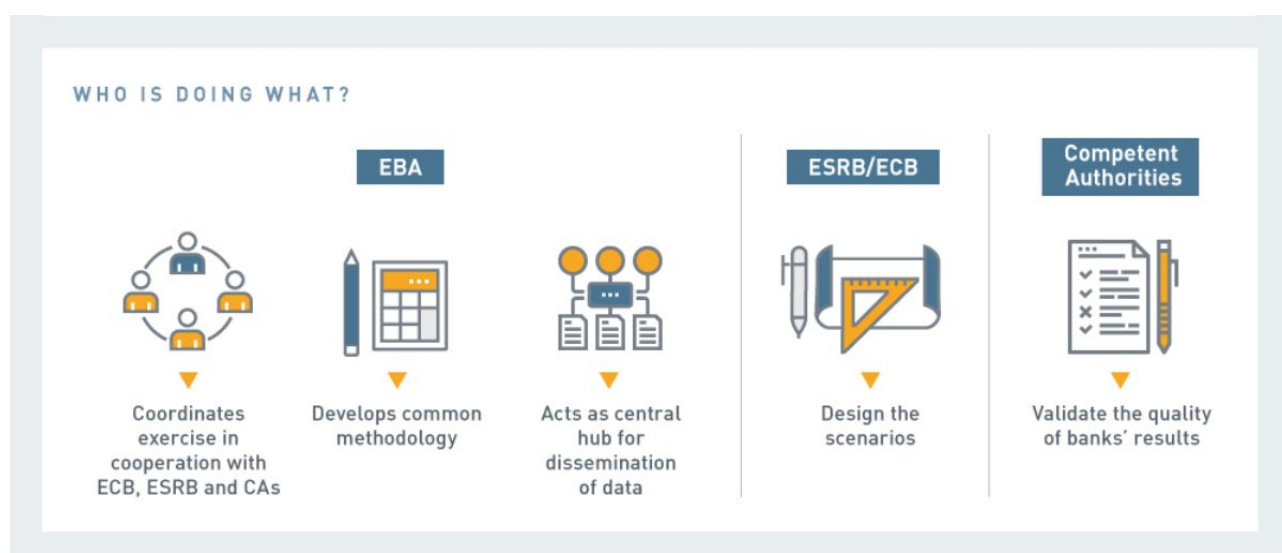 WHO IS DOING WHAT?
EBA
Coordinates
exercise in
cooperation with
ECB, ESRB and CAs
Develops common
methodology
Acts as central
hub for
dissemination
of data
ESRB/ECB
Design the
scenarios
Competent
Authorities
Validate the quality
of banks' results